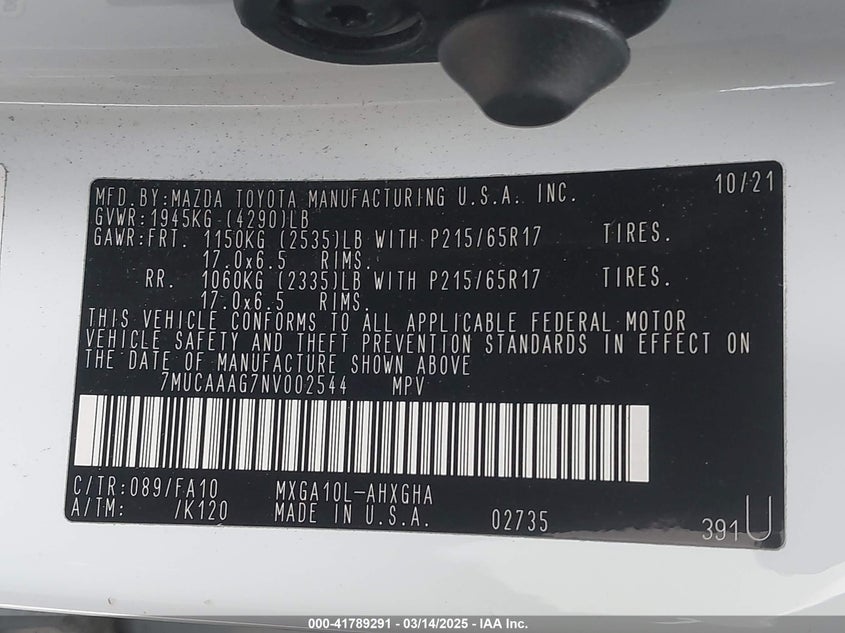 MFD.BY:MAZDA TOYOTA MANUFACTURING U.S.A. INC. 10/21
GVWR:1945KG (4290)LB
GAWR:FRT. 1150KG (2535)LB WITH P215/65R17 TIRES.
17.0x6.5 RIMS.
RR. 1060KG (2335)LB WITH P215/65R17 TIRES.
17.0x6.5 RIMS.
THIS VEHICLE CONFORMS TO ALL APPLICABLE FEDERAL MOTOR
VEHICLE SAFETY AND THEFT PREVENTION STANDARDS IN EFFECT ON
THE DATE OF MANUFACTURE SHOWN ABOVE
7MUCAAAG7NV002544 MPV
C/TR:089/FA10 MXGA10L-AHXGHA
A/TM: /K120 MADE IN U.S.A. 02735 391U
000-41789291 - 03/14/2025 - IAA Inc.